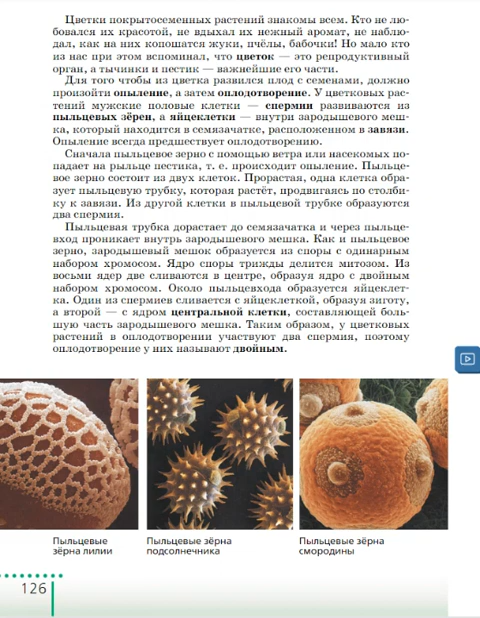 Цветки покрытосеменных растений знакомы всем. Кто не лю-
бовался их красотой, не вдыхал их нежный аромат, не наблю-
дал, как на них копошатся жуки, пчёлы, бабочки! Но мало кто
из нас при этом вспоминал, что цветок — это репродуктивный
орган, а тычинки и пестик — важнейшие его части.
Для того чтобы из цветка развился плод с семенами, должно
произойти опыление, а затем оплодотворение. У цветковых рас-
тений мужские половые клетки — спермии развиваются из
пыльцевых зёрен, а яйцеклетки — внутри зародышевого меш-
ка, который находится в семязачатке, расположенном в завязи.
Опыление всегда предшествует оплодотворению.
Сначала пыльцевое зерно с помощью ветра или насекомых по-
падает на рыльце пестика, т. е. происходит опыление. Пыльце-
вое зерно состоит из двух клеток. Прорастая, одна клетка обра-
зует пыльцевую трубку, которая растёт, продвигаясь по столби-
ку к завязи. Из другой клетки в пыльцевой трубке образуются
два спермия.
Пыльцевая трубка дорастает до семязачатка и через пыльце-
вход проникает внутрь зародышевого мешка. Как и пыльцевое
зерно, зародышевый мешок образуется из споры с одинарным
набором хромосом. Ядро споры трижды делится митозом. Из
восьми ядер две сливаются в центре, образуя ядро с двойным
набором хромосом. Около пыльцевхода образуется яйцеклет-
ка. Один из спермиев сливается с яйцеклеткой, образуя зиготу,
а второй — с ядром центральной клетки, составляющей боль-
шую часть зародышевого мешка. Таким образом, у цветковых
растений в оплодотворении участвуют два спермия, поэтому
оплодотворение у них называют двойным.
Пыльцевые
зёрна лилии
Пыльцевые зёрна
подсолнечника
Пыльцевые зёрна
смородины
126